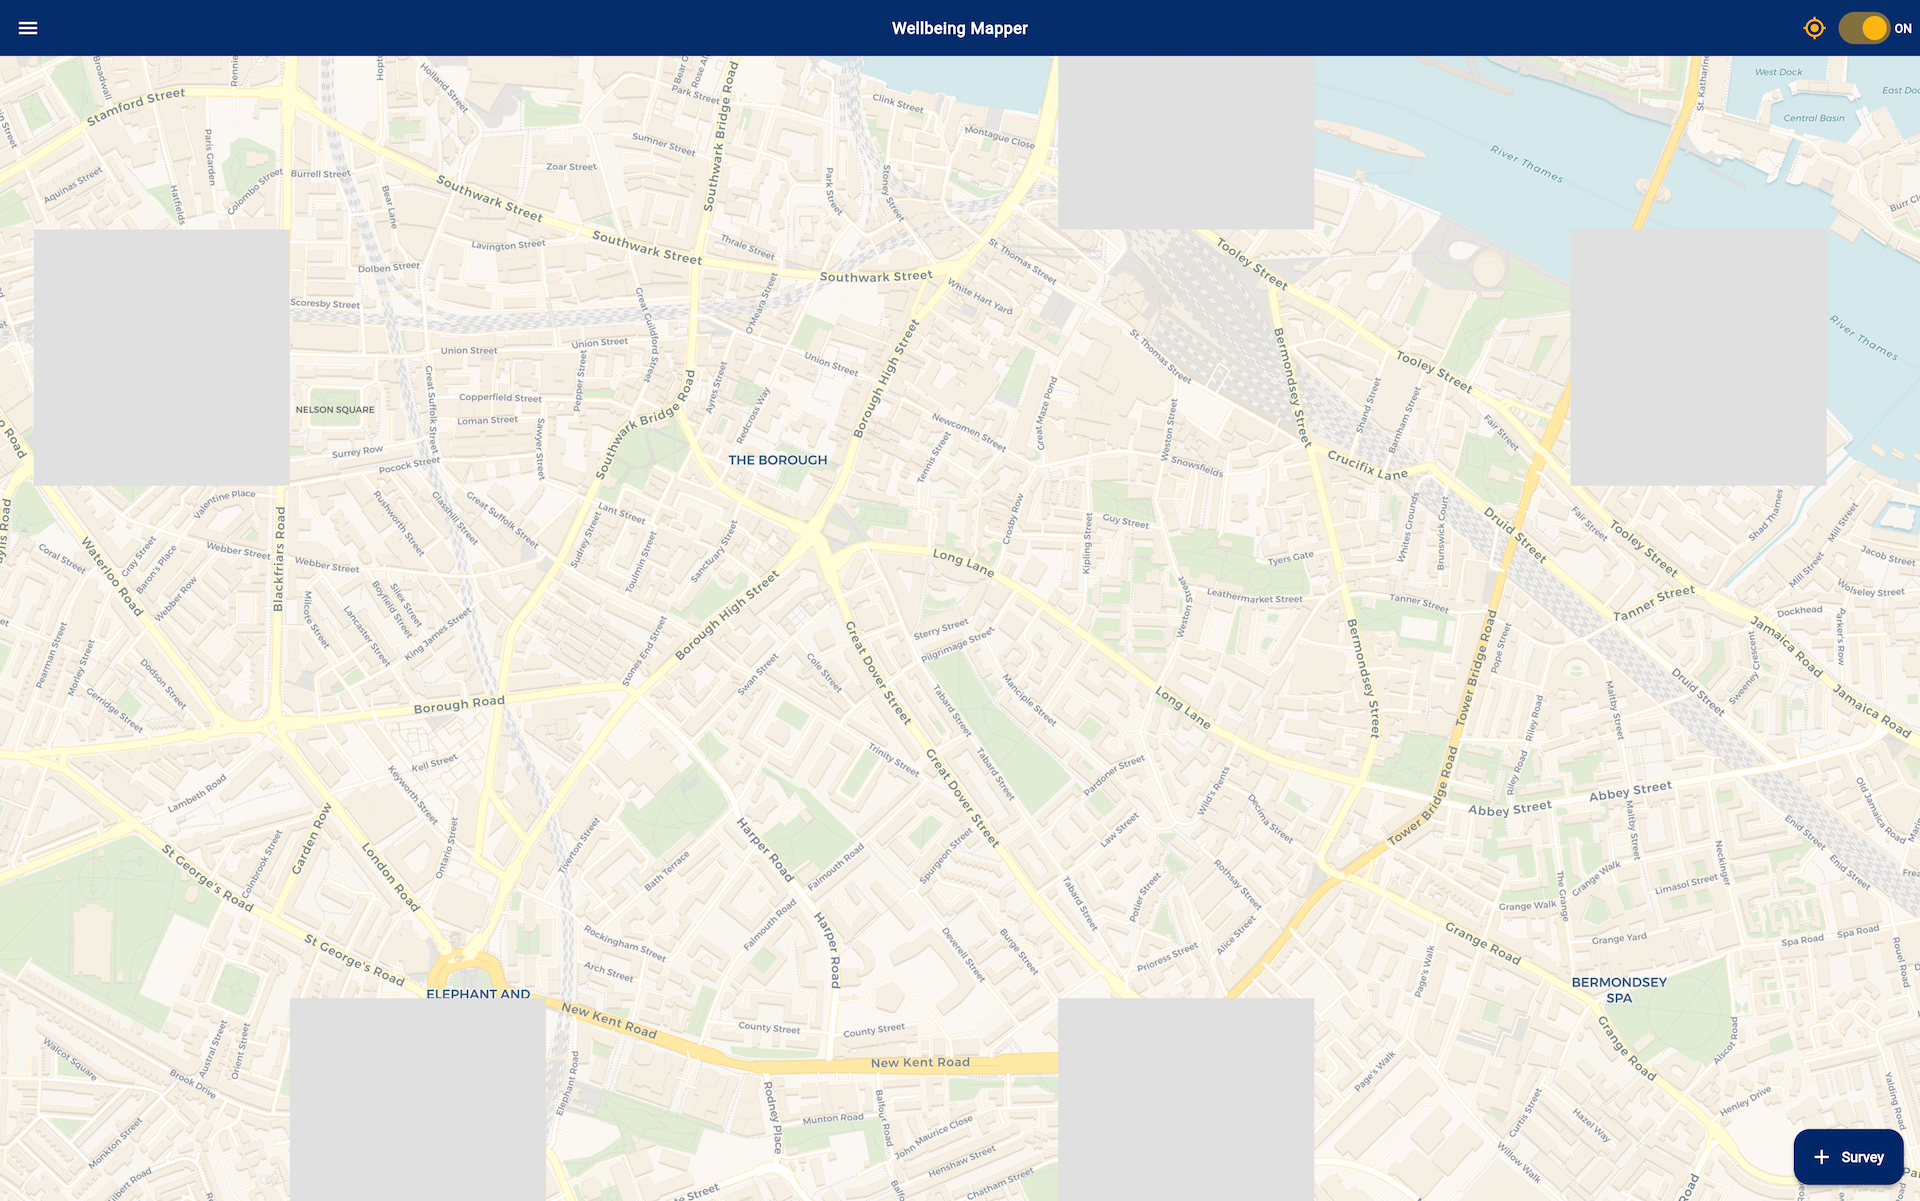 Wellbeing Mapper
ON
Holland Street
Stamford Street
Park Street
Clink Street
West Dock
Central Basin
Montague Close
River Thames
Sumner Street
Zoar Street
Paris Garden
Burrell Street
Aquinas Street
Hatfields
Colombo Street
Bear Lane
Southwark Street
Southwark Bridge Road
Park Street
Stoney Street
Lavington Street
Southwark Street
Thrale Street
Southwark Street
St. Thomas Street
Tooley Street
Dolben Street
Scoresby Street
Great Guildford Street
O'Meara Street
White Hart Yard
River Thames
Union Street
Union Street
Union Street
Borough High Street
St. Thomas Street
Bermondsey Street
Tooley Street
Great Suffolk Street
Pepper Street
Copperfield Street
Ayres Street
Redcross Way
Great Maze Pond
Shand Street
Barnham Street
NELSON SQUARE
Loman Street
Sawyer Street
Southwark Bridge Road
Newcomen Street
Weston Street
Fair Street
Surrey Row
Pocock Street
THE BOROUGH
Tennis Street
Snowsfields
Crucifix Lane
Valentine Place
Rushworth Street
Glasshill Street
Great Suffolk Street
Lant Street
Crosby Row
Guy Street
Whites Grounds
Brunswick Court
Druid Street
Fair Street
Tooley Street
Shad Thames
Mill Street
Waterloo Road
Blackfriars Road
Coral Street
Gray Street
Baron's Place
Webber Street
Webber Street
Webber Row
Sudrey Street
Toulmin Street
Sanctuary Street
Long Lane
Kipling Street
Tyers Gate
Jacob Street
Mill Street
Wolseley Street
Milcote Street
Lancaster Street
Boyfield Street
Silex Street
King James Street
Borough High Street
Weston Street
Leathermarket Street
Tanner Street
Tanner Street
Dockhead
Parker's Row
Jamaica Road
Pearman Street
Morley Street
Dodson Street
Gerridge Street
Stones End Street
Great Dover Street
Sterry Street
Pilgrimage Street
Bermondsey Street
Pope Street
Tower Bridge Road
Sweeney Crescent
Swan Street
Cole Street
Tabard Street
Manciple Street
Long Lane
Riley Road
Maltby Street
Druid Street
Jamaica Road
Borough Road
Trinity Street
Great Dover Street
Tabard Street
Pardoner Street
Kell Street
Keyworth Street
Lambeth Road
Wild's Rents
Decima Street
Tower Bridge Road
Riley Road
Abbey Street
Abbey Street
Old Jamaica Road
Garden Row
Ontario Street
Tiverton Street
Harper Road
Law Street
Tower Bridge Road
Maltby Street
Enid Street
Enid Street
St George's Road
Colnbrook Street
London Road
Bath Terrace
Falmouth Road
Spurgeon Street
Tabard Street
Potier Street
Rothsay Street
The Grange
Grange Walk
Grange Walk
Limasol Street
Neckinger
St George's Road
Rockingham Street
Arch Street
Falmouth Road
Harper Road
Deverell Street
Burge Street
Prioress Street
Alice Street
Grange Road
Page's Walk
Grange Yard
Spa Road
Spa Road
Rouel Road
ELEPHANT AND
BERMONDSEY
SPA
New Kent Road
County Street
County Street
New Kent Road
Grange Road
Alscot Road
Walcot Square
Brook Drive
Austral Street
Orient Street
Elephant Road
Rodney Place
Munton Road
Balfour Road
John Maurice Close
Henshaw Street
Chatham Street
Page's Walk
Curtis Street
Hazel Way
Willow Walk
Henley Drive
Yalding Road
Monkton Street
+ Survey